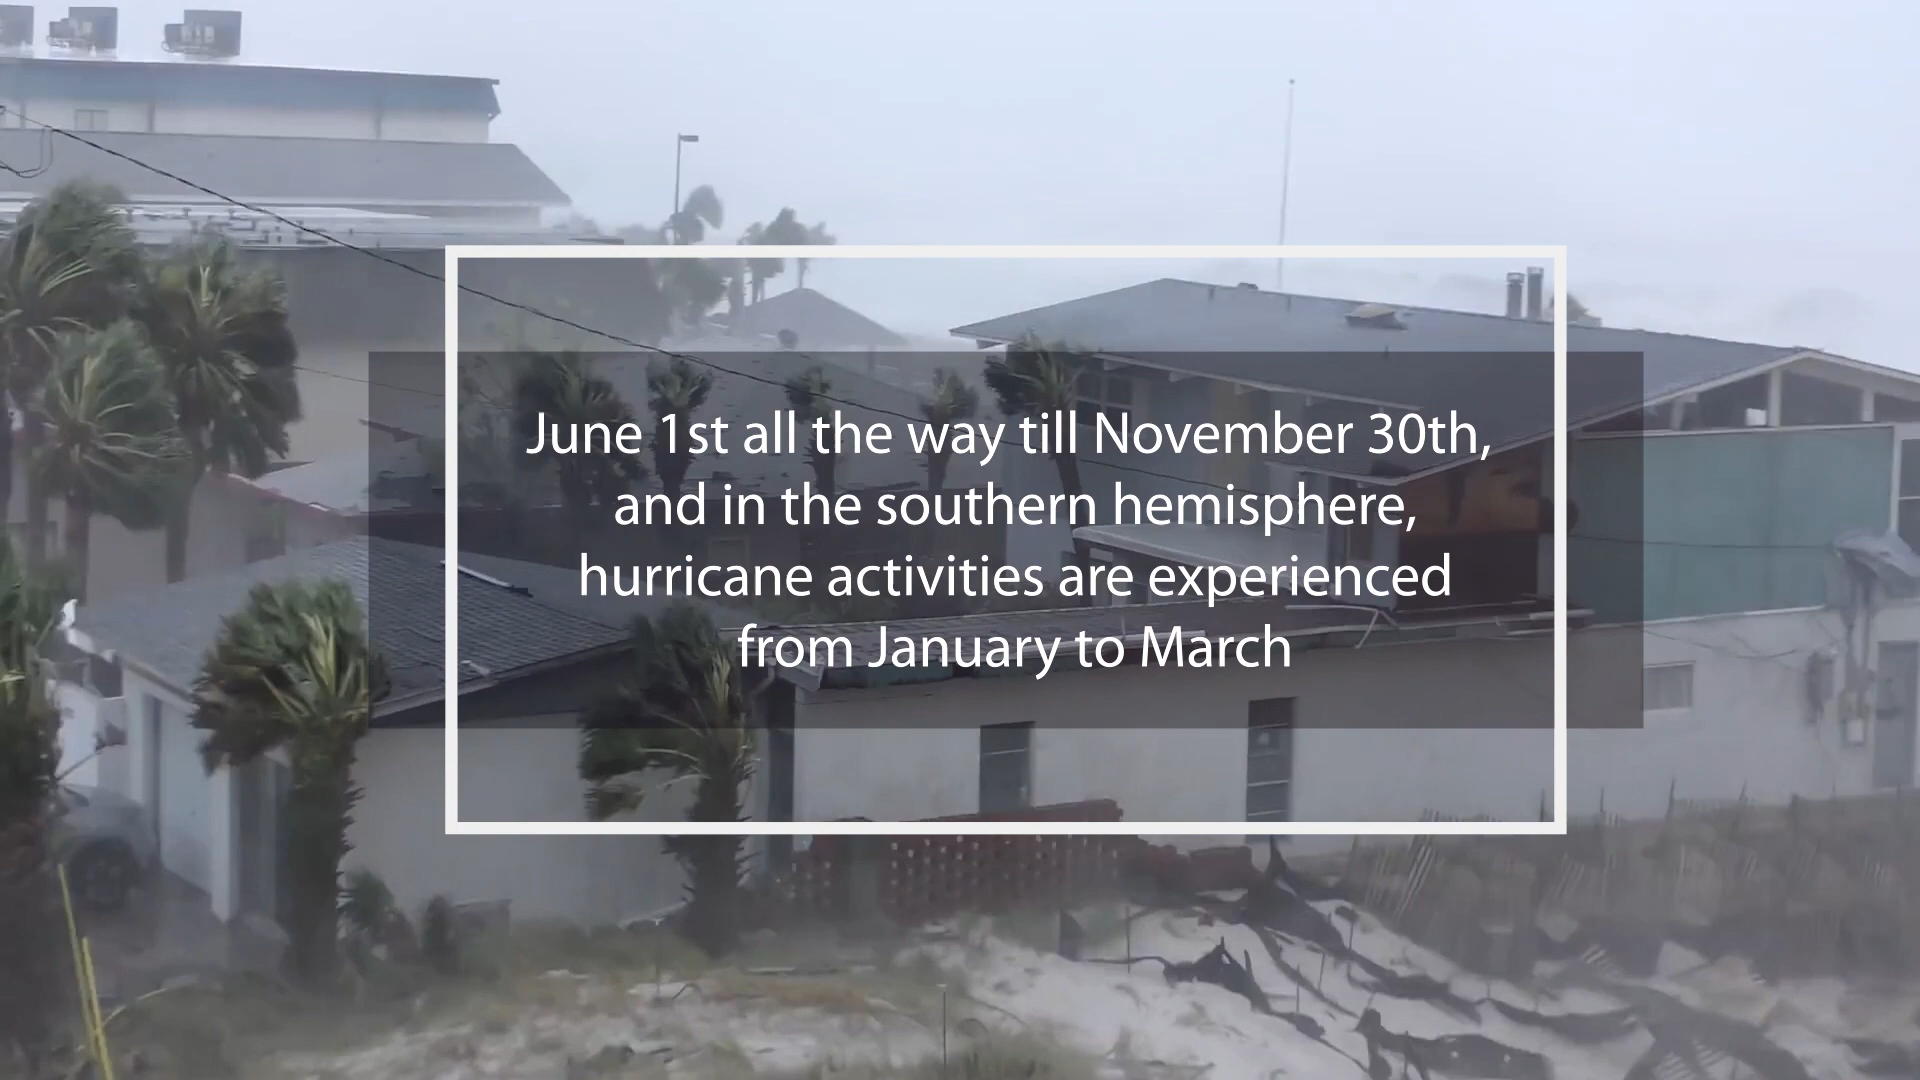 June 1st all the way till November 30th,
and in the southern hemisphere,
hurricane activities are experienced
from January to March